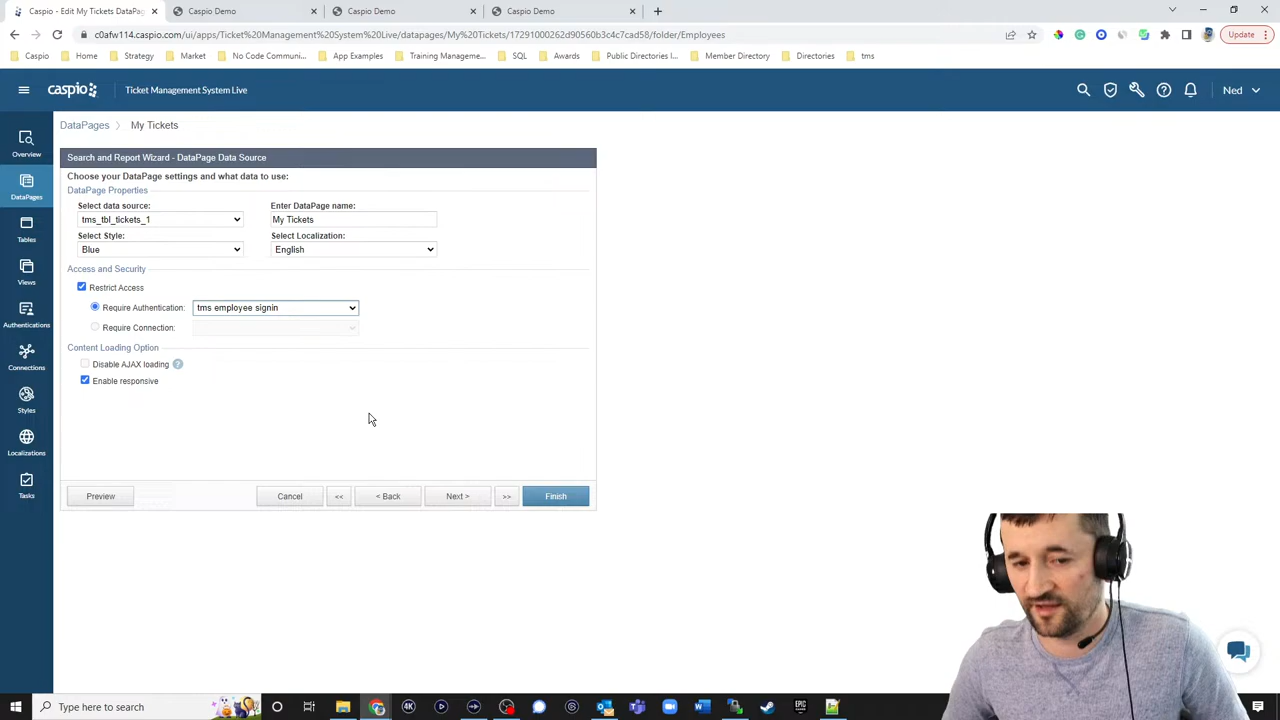 Caspio - Edit My Tickets DataPag
Caspio Demo
Caspio Demo
Caspio Demo
c0afw114.caspio.com/ui/apps/Ticket%20Management%20System%20Live/datapages/My%20Tickets/17291000262d90560b3c4c7cad58/folder/Employees
Update
Caspio
Home
Strategy
Market
No Code Communi...
App Examples
Training Manageme...
SQL
Awards
Public Directories I...
Member Directory
Directories
tms
caspio
Ticket Management System Live
Ned
DataPages
My Tickets
Overview
DataPages
Tables
Views
Authentications
Connections
Styles
Localizations
Tasks
Search and Report Wizard - DataPage Data Source
Choose your DataPage settings and what data to use:
DataPage Properties
Select data source:
Enter DataPage name:
tms_tbl_tickets_1
My Tickets
Select Style:
Select Localization:
Blue
English
Access and Security
Restrict Access
Require Authentication:
tms employee signin
Require Connection:
Content Loading Option
Disable AJAX loading
?
Enable responsive
Preview
Cancel
<<
< Back
Next >
>>
Finish
Type here to search
4K
EPIC